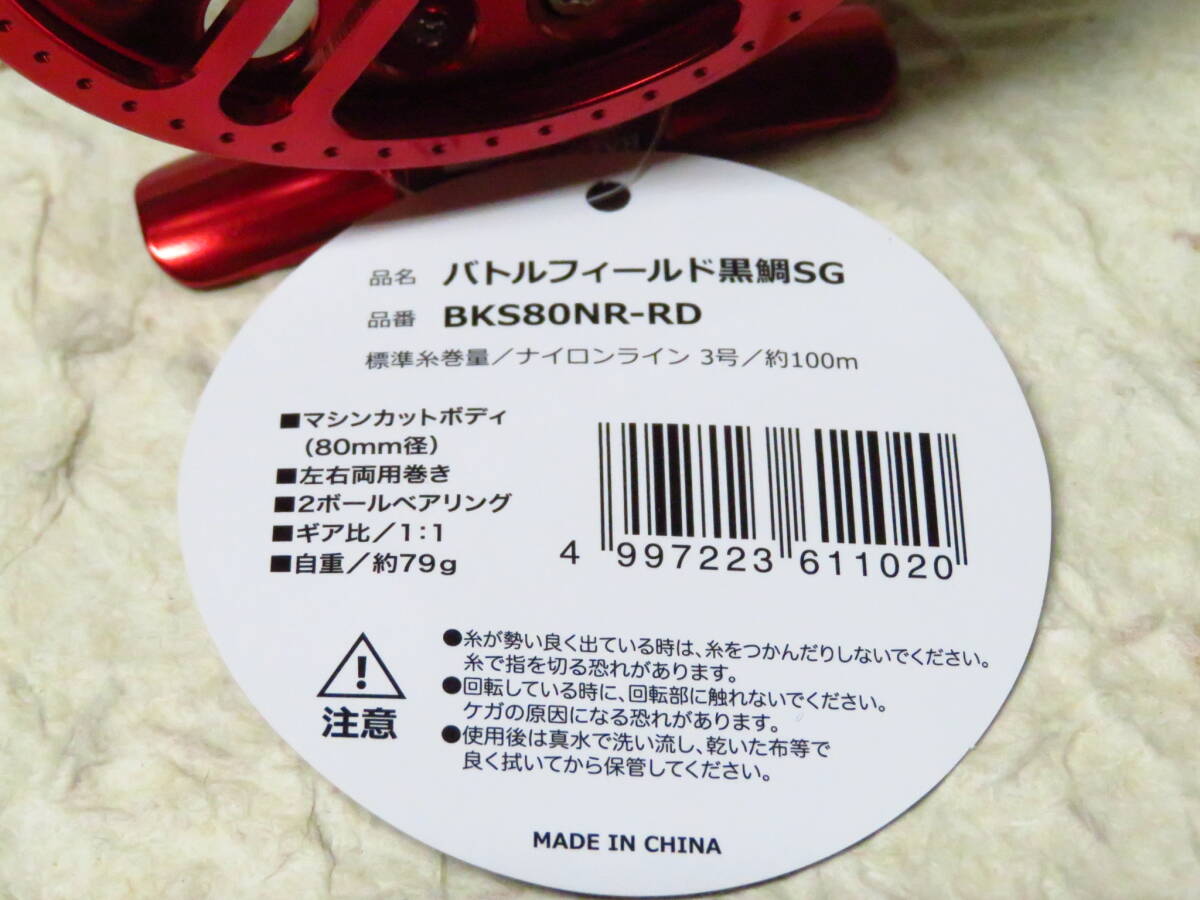 品名 バトルフィールド黒鯛SG
品番 BKS80NR-RD
標準糸巻量/ナイロンライン 3号/約100m
■マシンカットボディ
(80mm径)
■左右両用巻き
■2ボールベアリング
■ギア比/1:1
■自重/約79g
4 997223 611020
注意
●糸が勢い良く出ている時は、糸をつかんだりしないでください。
糸で指を切る恐れがあります。
●回転している時に、回転部に触れないでください。
ケガの原因になる恐れがあります。
●使用後は真水で洗い流し、乾いた布等で
良く拭いてから保管してください。
MADE IN CHINA